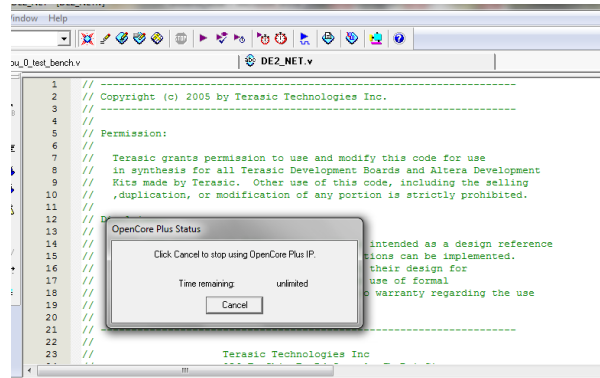 Window Help
pu_0_test_bench.v
DE2_NET.v
1 // --------------------------------------------------------------------
2 // Copyright (c) 2005 by Terasic Technologies Inc.
3 // --------------------------------------------------------------------
4 //
5 // Permission:
6 //
7 //   Terasic grants permission to use and modify this code for use
8 //   in synthesis for all Terasic Development Boards and Altera Development
9 //   Kits made by Terasic.  Other use of this code, including the selling
10 //   ,duplication, or modification of any portion is strictly prohibited.
11 //
12 // D
OpenCore Plus Status
13 //
14 // intended as a design reference
Click Cancel to stop using OpenCore Plus IP.
15 // tions can be implemented.
16 // their design for
17 // use of formal
Time remaining: unlimited
18 // o warranty regarding the use
Cancel
19 //
20 //
21 // --------------------------------------------------------------------
22 //
23 //                     Terasic Technologies Inc